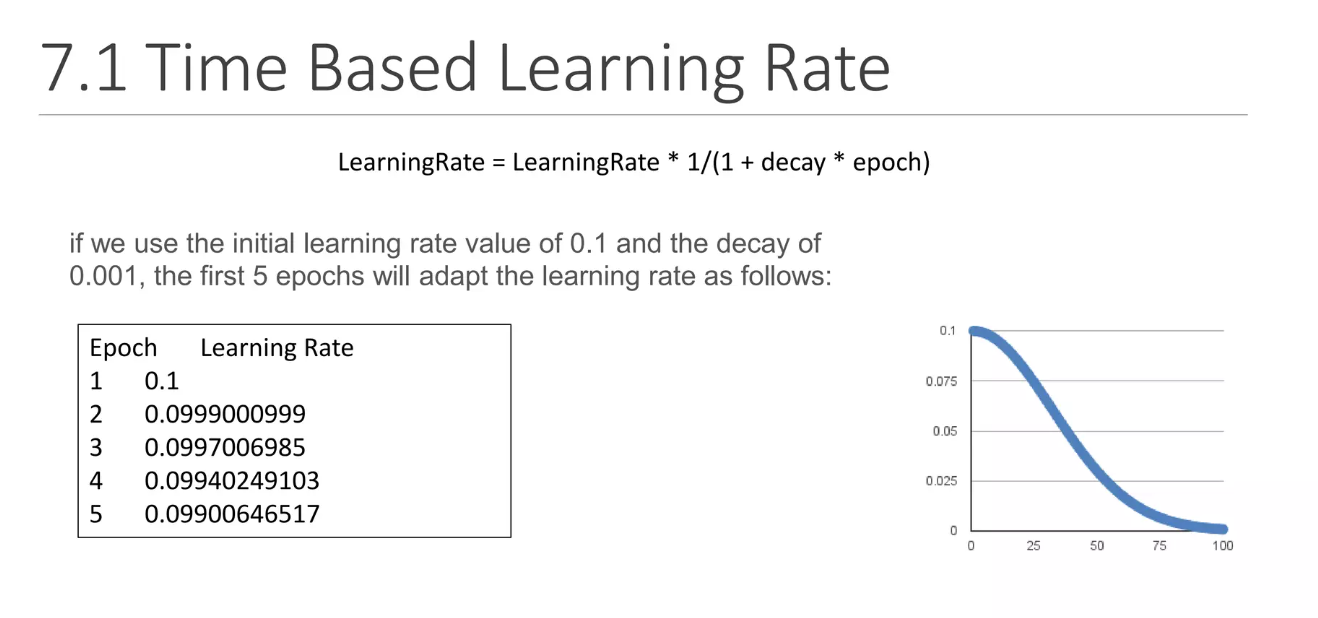 7.1 Time Based Learning Rate
LearningRate = LearningRate * 1/(1 + decay * epoch)
if we use the initial learning rate value of 0.1 and the decay of
0.001, the first 5 epochs will adapt the learning rate as follows:
Epoch Learning Rate
1 0.1
2 0.0999000999
3 0.0997006985
4 0.09940249103
5 0.09900646517
0.1
0.075
0.05
0.025
0
0 25 50 75 100